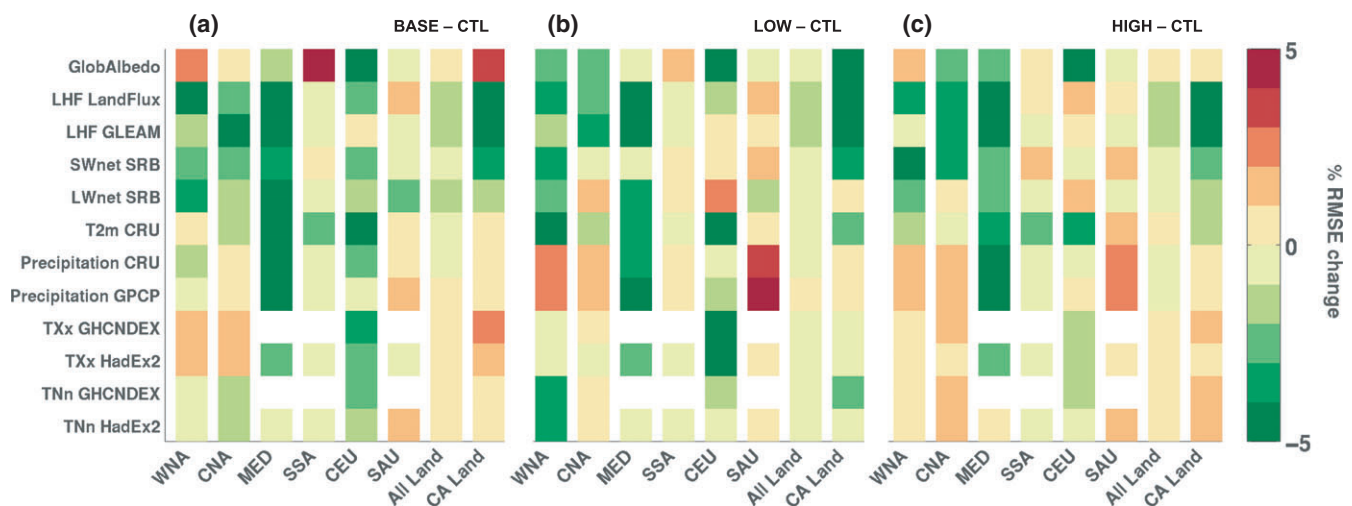 (a) BASE – CTL (b) LOW – CTL (c) HIGH – CTL
5
GlobAlbedo
LHF LandFlux
LHF GLEAM
SWnet SRB
LWnet SRB
T2m CRU
Precipitation CRU
Precipitation GPCP
TXx GHCNDEX
TXx HadEx2
TNn GHCNDEX
TNn HadEx2
0
% RMSE change
–5
WNA CNA MED SSA CEU SAU All Land CA Land
WNA CNA MED SSA CEU SAU All Land CA Land
WNA CNA MED SSA CEU SAU All Land CA Land